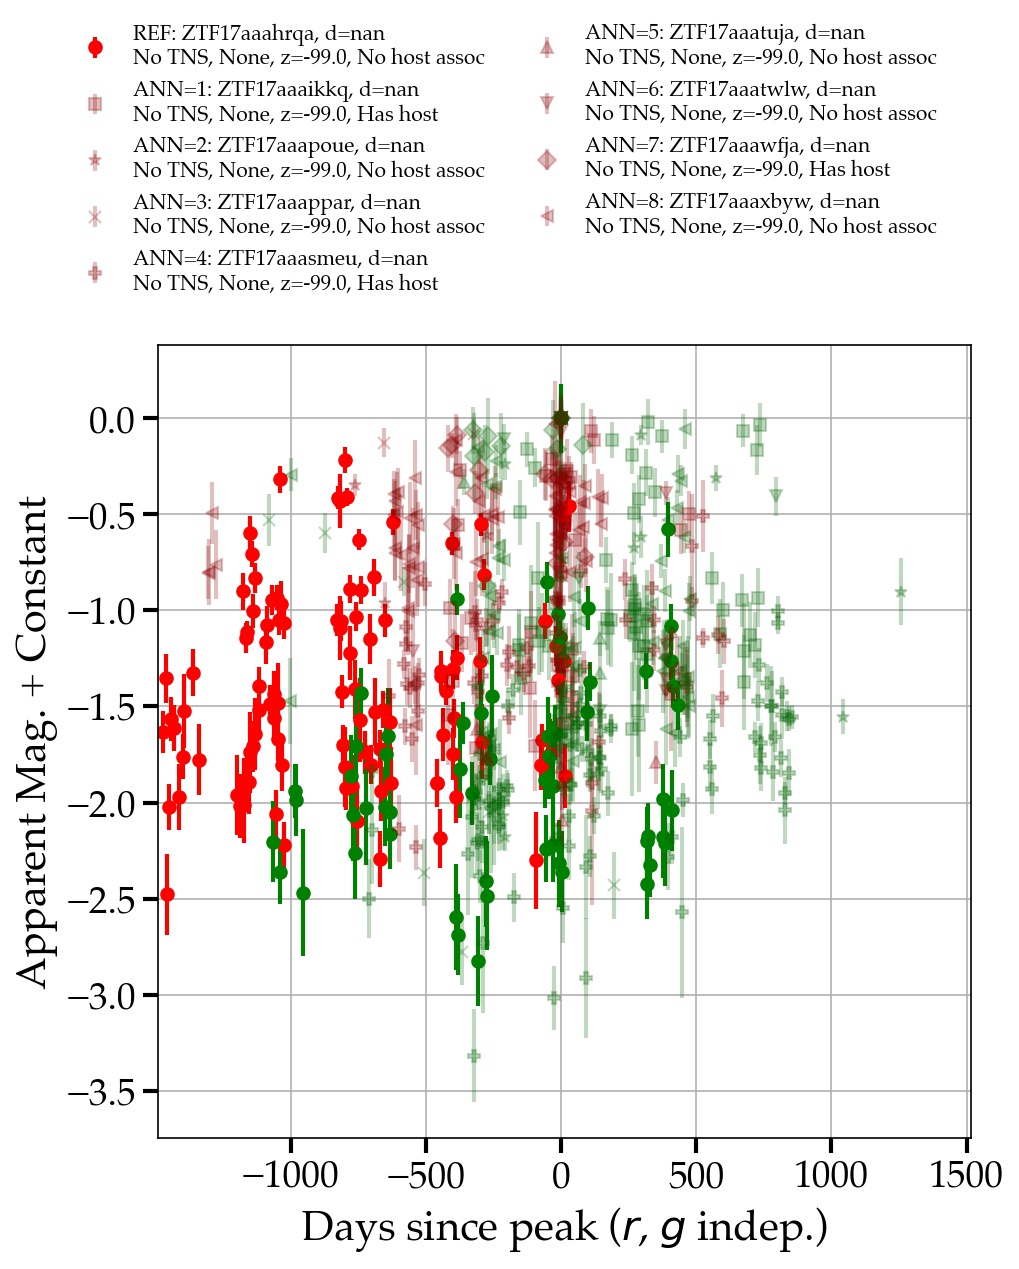 REF: ZTF17aaahrqa, d=nan
No TNS, None, z=-99.0, No host assoc
ANN=1: ZTF17aaaikkq, d=nan
No TNS, None, z=-99.0, Has host
ANN=2: ZTF17aaapoue, d=nan
No TNS, None, z=-99.0, No host assoc
ANN=3: ZTF17aaappar, d=nan
No TNS, None, z=-99.0, No host assoc
ANN=4: ZTF17aaasmeu, d=nan
No TNS, None, z=-99.0, Has host
ANN=5: ZTF17aaatuja, d=nan
No TNS, None, z=-99.0, No host assoc
ANN=6: ZTF17aaatwlw, d=nan
No TNS, None, z=-99.0, No host assoc
ANN=7: ZTF17aaawfja, d=nan
No TNS, None, z=-99.0, Has host
ANN=8: ZTF17aaaxbyw, d=nan
No TNS, None, z=-99.0, No host assoc
Apparent Mag. + Constant
0.0
−0.5
−1.0
−1.5
−2.0
−2.5
−3.0
−3.5
−1000 −500 0 500 1000 1500
Days since peak (r, g indep.)